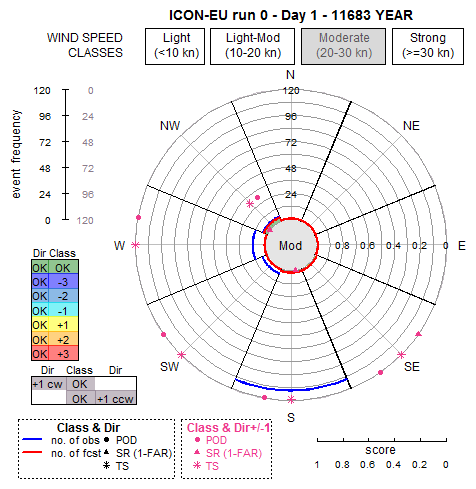 ICON-EU run 0 - Day 1 - 11683 YEAR
WIND SPEED
CLASSES
Light
(<10 kn)
Light-Mod
(10-20 kn)
Moderate
(20-30 kn)
Strong
(>=30 kn)
event frequency
120 0
96 24
72 48
48 72
24 96
0 120
N
NE
E
SE
S
SW
W
NW
120
96
72
48
24
Mod
0.8 0.6 0.4 0.2 0
Dir Class
OK OK
OK -3
OK -2
OK -1
OK +1
OK +2
OK +3
Dir Class Dir
+1 cw OK
OK +1 ccw
Class & Dir
no. of obs POD
no. of fcst SR (1-FAR)
TS
Class & Dir+/-1
POD
SR (1-FAR)
TS
score
1 0.8 0.6 0.4 0.2 0